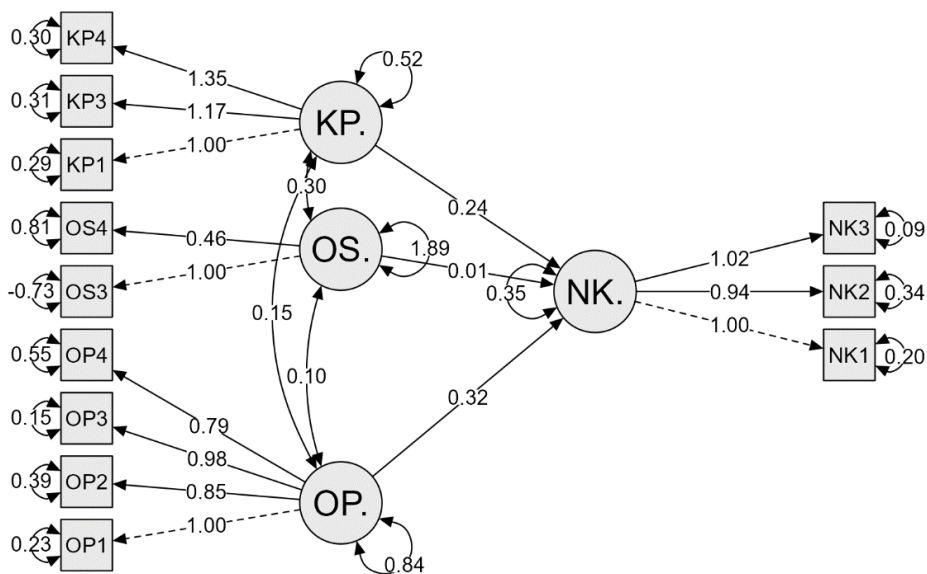 0.30 KP4
1.35
0.52
0.31 KP3
1.17
KP.
0.29 KP1
1.00
0.30
0.24
0.81 OS4
0.46
OS.
1.89
NK3 0.09
1.02
-0.73 OS3
1.00
0.01
0.35
NK.
0.94
NK2 0.34
0.15
1.00
NK1 0.20
0.55 OP4
0.10
0.32
0.79
0.15 OP3
0.98
0.39 OP2
0.85
OP.
0.23 OP1
1.00
0.84